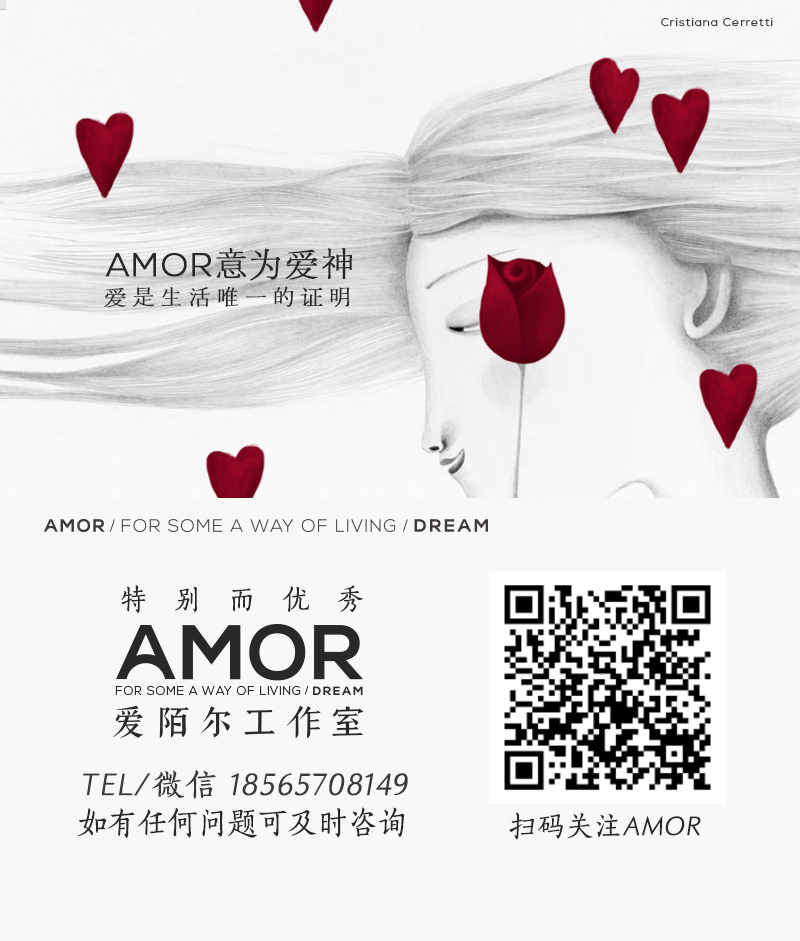 Cristiana Cerretti
AMOR意为爱神
爱是生活唯一的证明
AMOR / FOR SOME A WAY OF LIVING / DREAM
特别而优秀
AMOR
FOR SOME A WAY OF LIVING / DREAM
爱陌尔工作室
TEL/微信 18565708149
如有任何问题可及时咨询
扫码关注AMOR